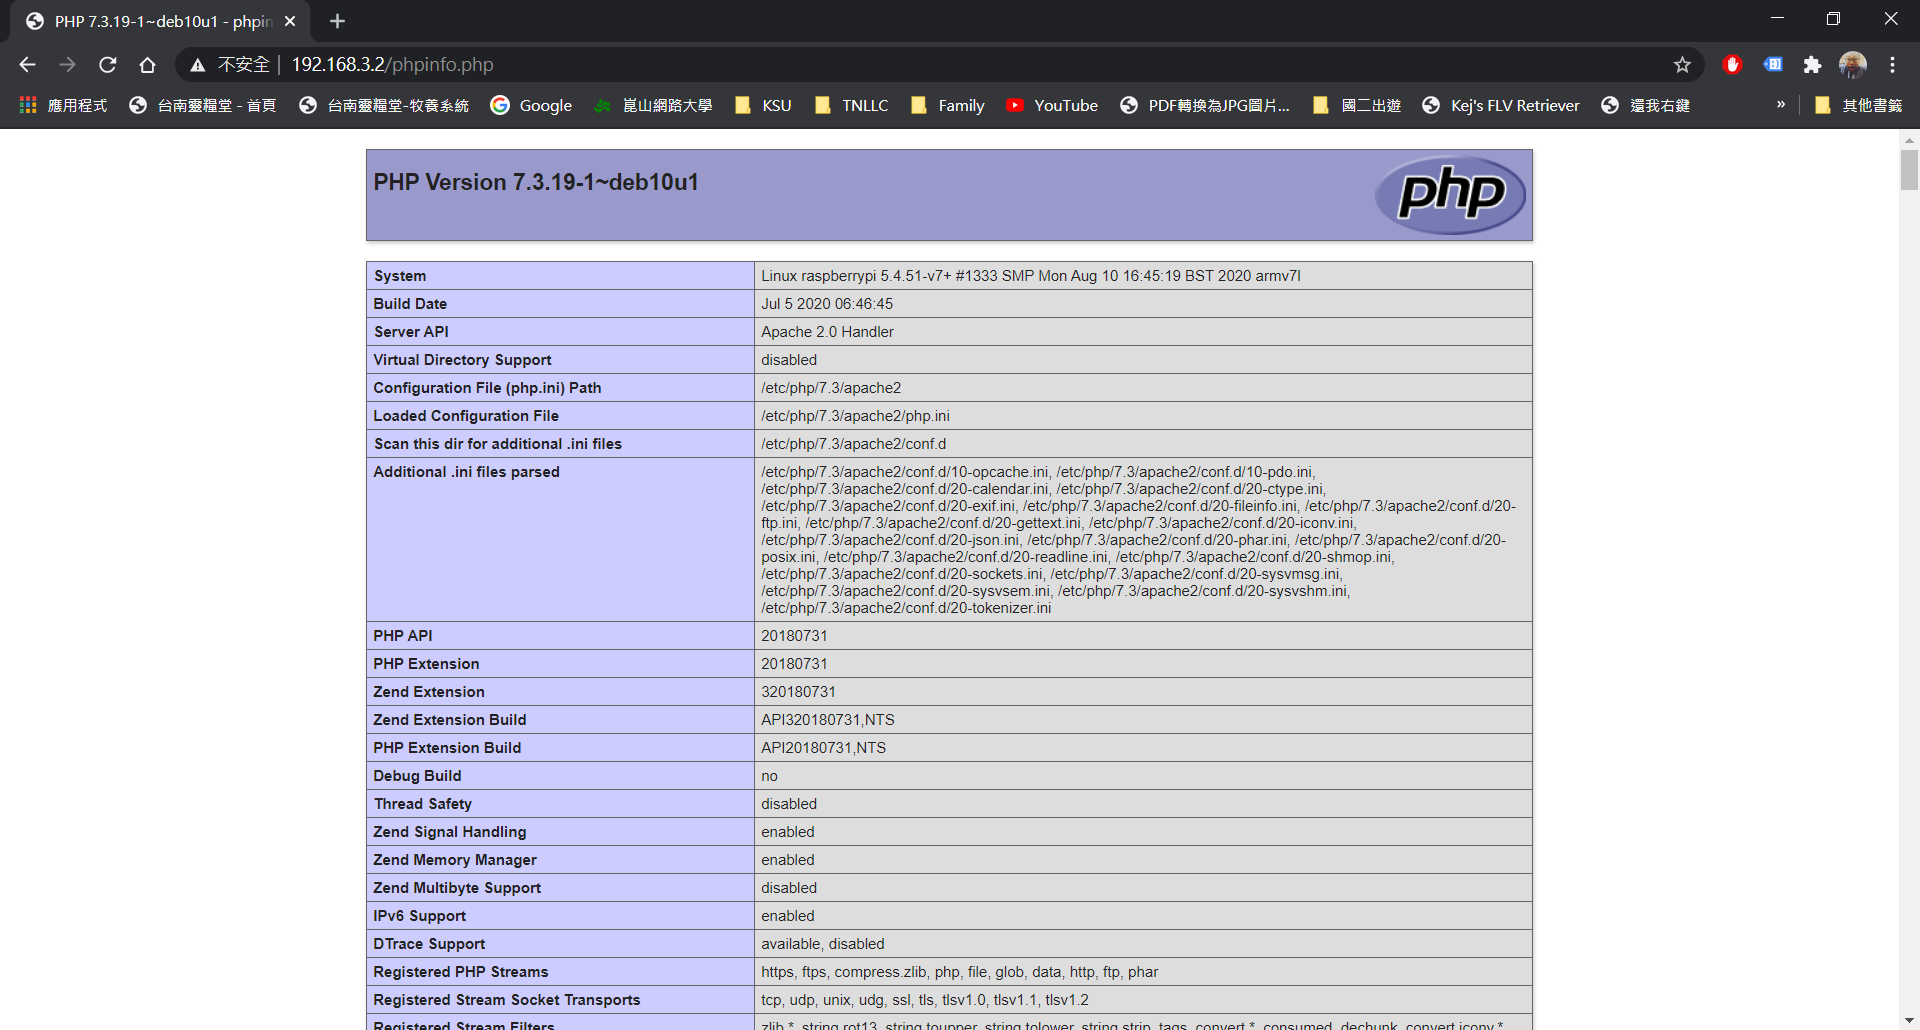 PHP 7.3.19-1~deb10u1 - phpin
不安全 | 192.168.3.2/phpinfo.php
應用程式 台南靈糧堂 - 首頁 台南靈糧堂-牧養系統 Google 崑山網路大學 KSU TNLLC Family YouTube PDF轉換為JPG圖片... 國二出遊 Kej's FLV Retriever 還我右鍵 » 其他書籤
PHP Version 7.3.19-1~deb10u1
php
System Linux raspberrypi 5.4.51-v7+ #1333 SMP Mon Aug 10 16:45:19 BST 2020 armv7l
Build Date Jul 5 2020 06:46:45
Server API Apache 2.0 Handler
Virtual Directory Support disabled
Configuration File (php.ini) Path /etc/php/7.3/apache2
Loaded Configuration File /etc/php/7.3/apache2/php.ini
Scan this dir for additional .ini files /etc/php/7.3/apache2/conf.d
Additional .ini files parsed /etc/php/7.3/apache2/conf.d/10-opcache.ini, /etc/php/7.3/apache2/conf.d/10-pdo.ini,
/etc/php/7.3/apache2/conf.d/20-calendar.ini, /etc/php/7.3/apache2/conf.d/20-ctype.ini,
/etc/php/7.3/apache2/conf.d/20-exif.ini, /etc/php/7.3/apache2/conf.d/20-fileinfo.ini, /etc/php/7.3/apache2/conf.d/20-
ftp.ini, /etc/php/7.3/apache2/conf.d/20-gettext.ini, /etc/php/7.3/apache2/conf.d/20-iconv.ini,
/etc/php/7.3/apache2/conf.d/20-json.ini, /etc/php/7.3/apache2/conf.d/20-phar.ini, /etc/php/7.3/apache2/conf.d/20-
posix.ini, /etc/php/7.3/apache2/conf.d/20-readline.ini, /etc/php/7.3/apache2/conf.d/20-shmop.ini,
/etc/php/7.3/apache2/conf.d/20-sockets.ini, /etc/php/7.3/apache2/conf.d/20-sysvmsg.ini,
/etc/php/7.3/apache2/conf.d/20-sysvsem.ini, /etc/php/7.3/apache2/conf.d/20-sysvshm.ini,
/etc/php/7.3/apache2/conf.d/20-tokenizer.ini
PHP API 20180731
PHP Extension 20180731
Zend Extension 320180731
Zend Extension Build API320180731,NTS
PHP Extension Build API20180731,NTS
Debug Build no
Thread Safety disabled
Zend Signal Handling enabled
Zend Memory Manager enabled
Zend Multibyte Support disabled
IPv6 Support enabled
DTrace Support available, disabled
Registered PHP Streams https, ftps, compress.zlib, php, file, glob, data, http, ftp, phar
Registered Stream Socket Transports tcp, udp, unix, udg, ssl, tls, tlsv1.0, tlsv1.1, tlsv1.2
Registered Stream Filters zlib.*, string.rot13, string.toupper, string.tolower, string.strip_tags, convert.*, consumed, dechunk, convert.iconv.*